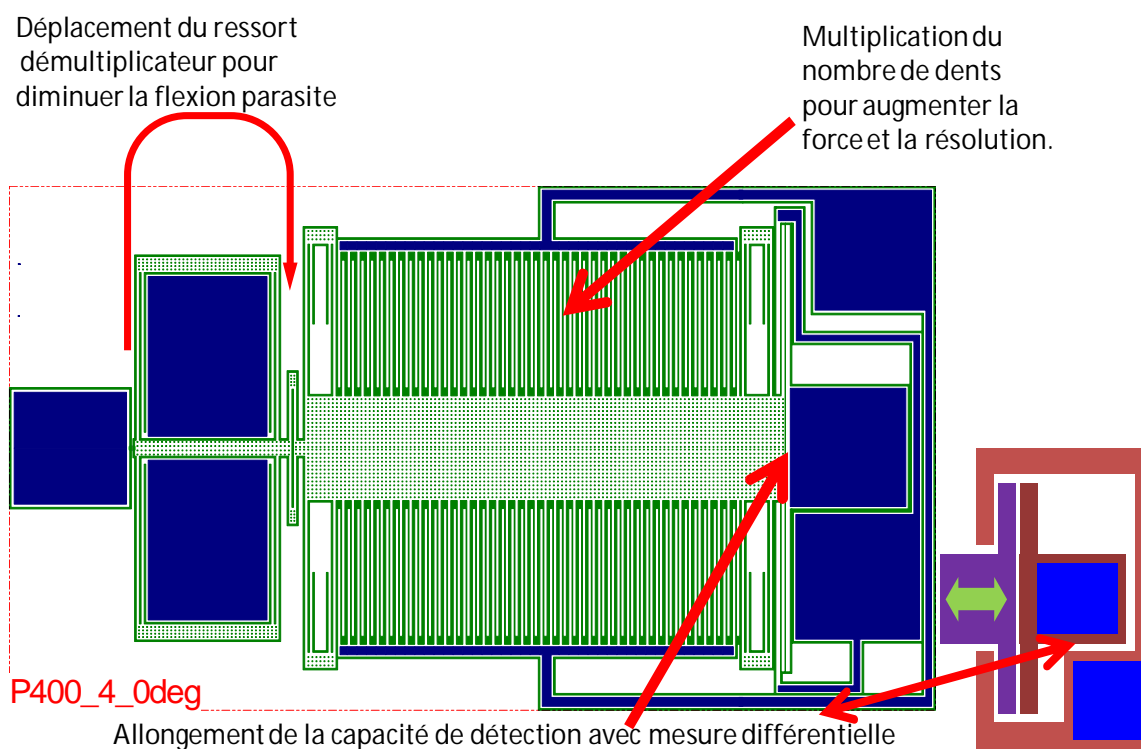 Déplacement du ressort
démultiplicateur pour
diminuer la flexion parasite
Multiplication du
nombre de dents
pour augmenter la
force et la résolution.
P400_4_0deg
Allongement de la capacité de détection avec mesure différentielle